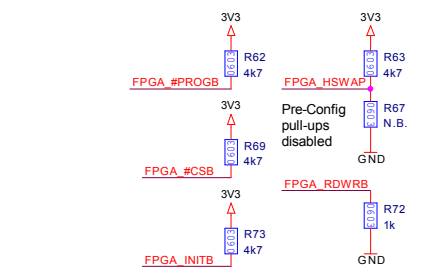 3V3
0603
R62
4k7
FPGA_#PROGB
3V3
0603
R63
4k7
FPGA_HSWAP
Pre-Config
pull-ups
disabled
0603
R67
N.B.
GND
3V3
0603
R69
4k7
FPGA_#CSB
FPGA_RDWRB
0603
R72
1k
GND
3V3
0603
R73
4k7
FPGA_INITB